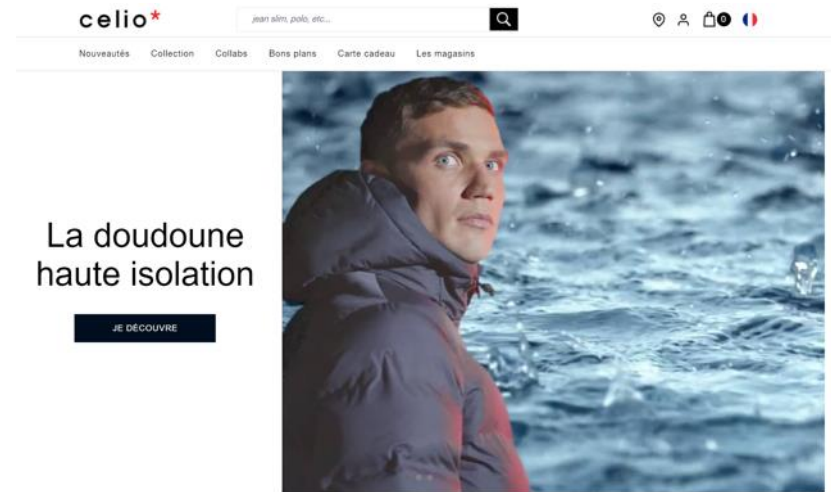 celio*
jean slim, polo, etc...
0
Nouveautés Collection Collabs Bons plans Carte cadeau Les magasins
La doudoune
haute isolation
JE DÉCOUVRE